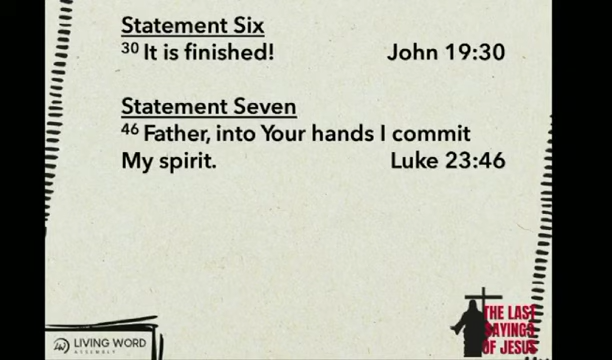 Statement Six
30 It is finished! John 19:30
Statement Seven
46 Father, into Your hands I commit
My spirit. Luke 23:46
LIVING WORD
ASSEMBLY
THE LAST
SAYINGS
OF JESUS